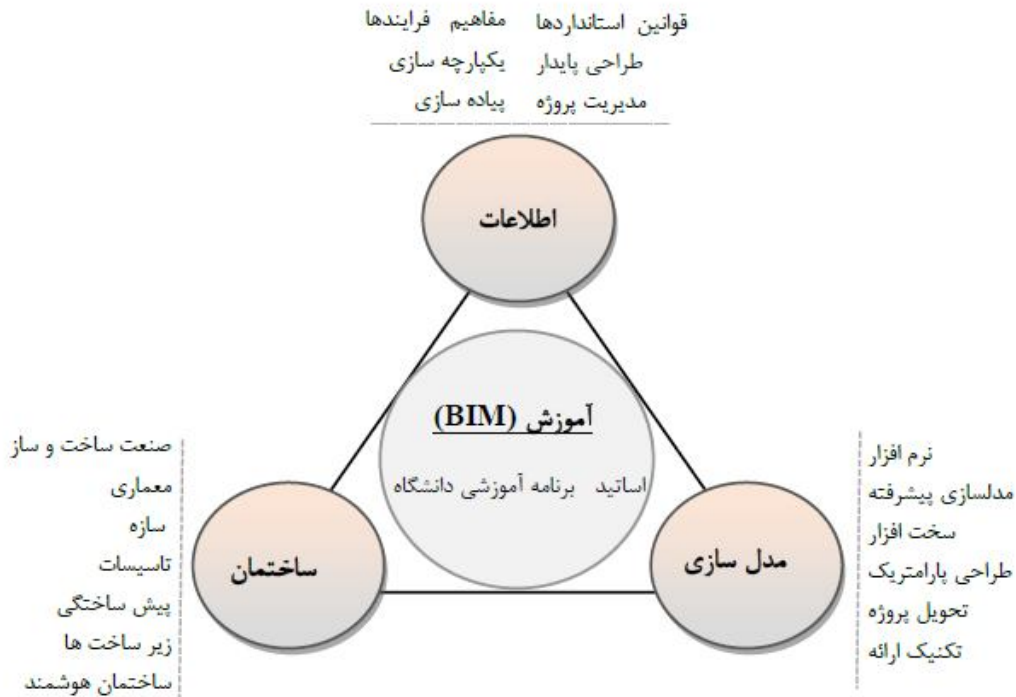 قوانین استانداردها   مفاهیم فرایندها
طراحی پایدار   یکپارچه سازی
مدیریت پروژه   پیاده سازی
اطلاعات
آموزش (BIM)
اساتید   برنامه آموزشی دانشگاه
نرم افزار
مدلسازی پیشرفته
سخت افزار
طراحی پارامتریک
تحویل پروژه
تکنیک ارائه
مدل سازی
ساختمان
صنعت ساخت و ساز
معماری
سازه
تاسیسات
پیش ساختگی
زیر ساخت ها
ساختمان هوشمند